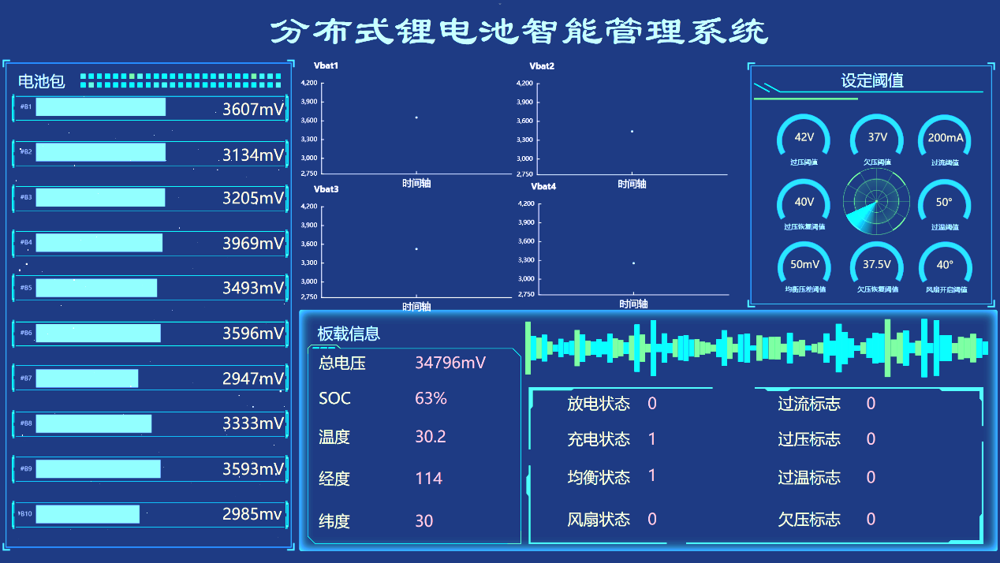 分布式锂电池智能管理系统
电池包
#B1 3607mV
#B2 3134mV
#B3 3205mV
#B4 3969mV
#B5 3493mV
#B6 3596mV
#B7 2947mV
#B8 3333mV
#B9 3593mV
#B10 2985mv
Vbat1
4,200
3,900
3,600
3,300
3,000
2,750
时间轴
Vbat2
4,200
3,900
3,600
3,300
3,000
2,750
时间轴
Vbat3
4,200
3,900
3,600
3,300
3,000
2,750
时间轴
Vbat4
4,200
3,900
3,600
3,300
3,000
2,750
时间轴
设定阈值
42V 37V 200mA
过压阈值 欠压阈值 过流阈值
40V 50°
过压恢复阈值 过温阈值
50mV 37.5V 40°
均衡压差阈值 欠压恢复阈值 风扇开启阈值
板载信息
总电压 34796mV
SOC 63%
温度 30.2
经度 114
纬度 30
放电状态 0 过流标志 0
充电状态 1 过压标志 0
均衡状态 1 过温标志 0
风扇状态 0 欠压标志 0